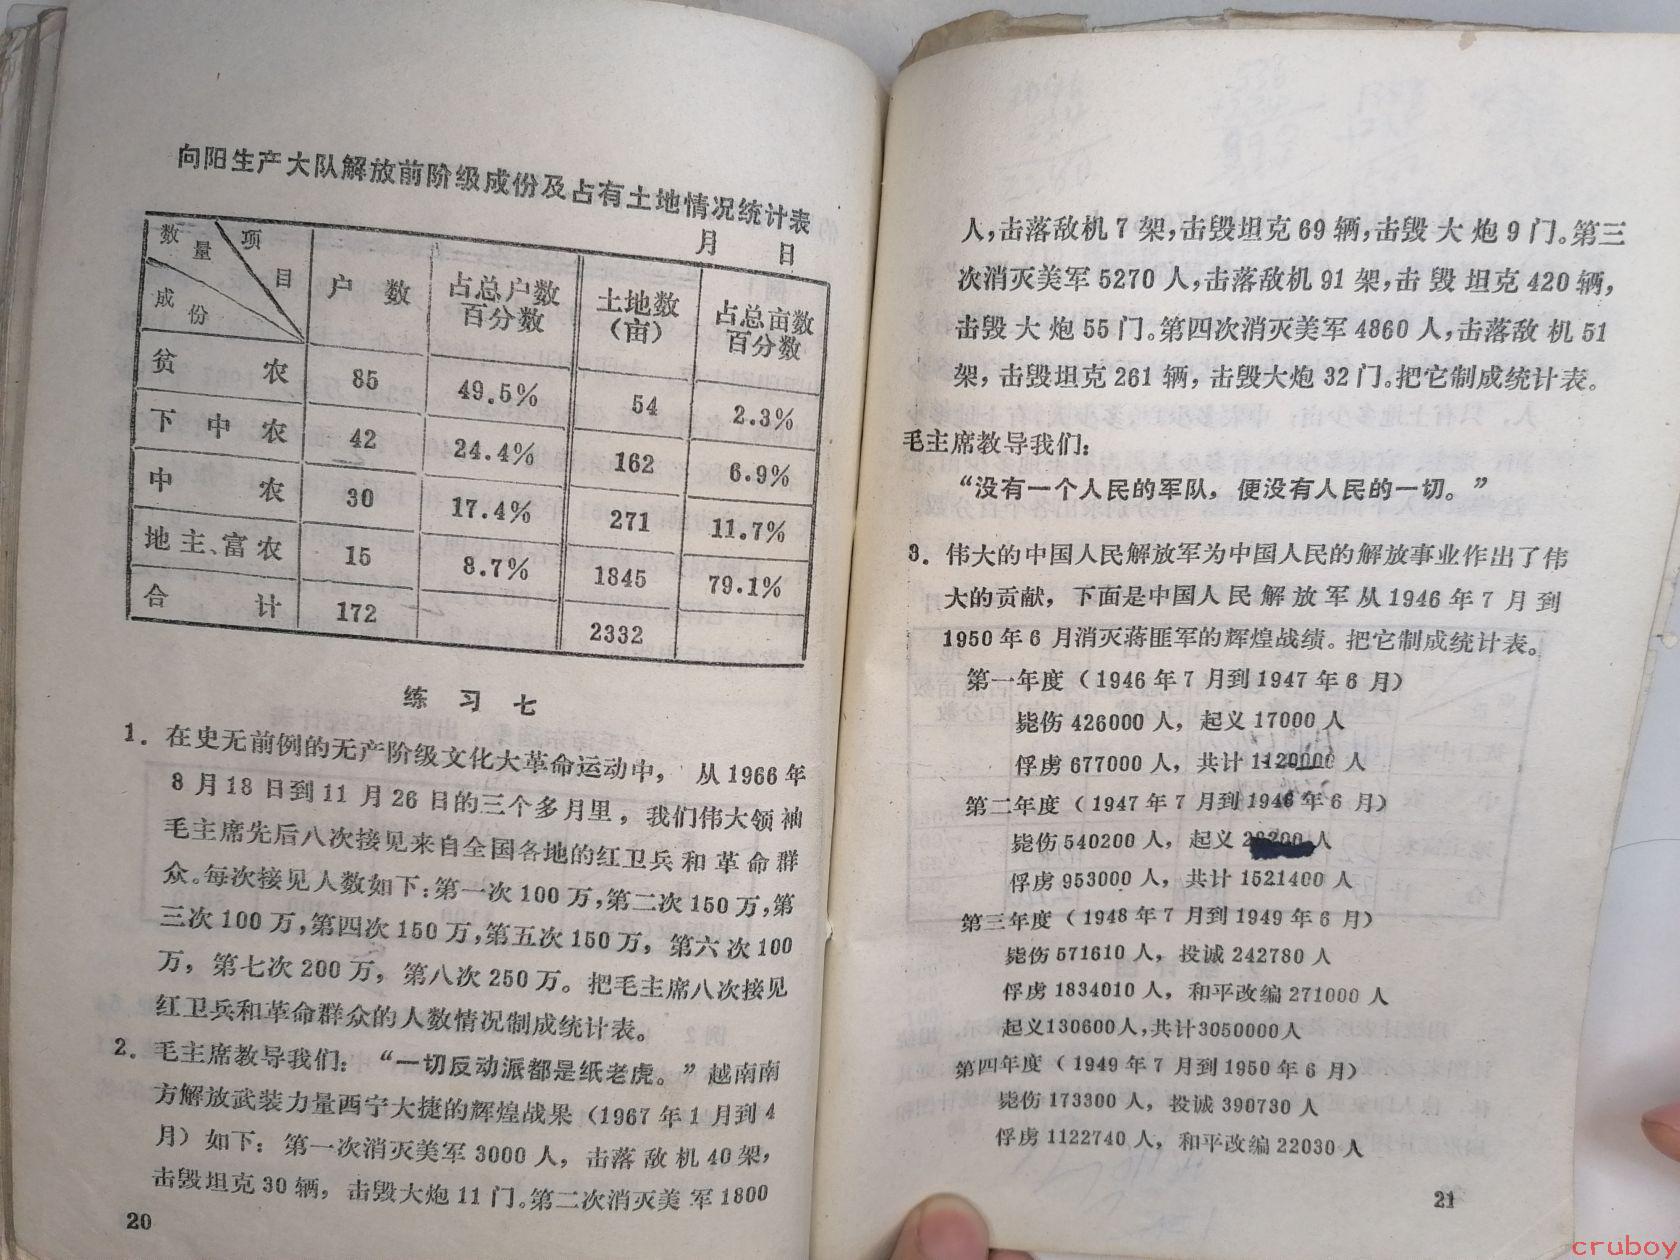 向阳生产大队解放前阶级成份及占有土地情况统计表
月 日
数量 项目 成份 户数 占总户数百分数 土地数(亩) 占总亩数百分数
贫农 85 49.5% 54 2.3%
下中农 42 24.4% 162 6.9%
中农 30 17.4% 271 11.7%
地主、富农 15 8.7% 1845 79.1%
合计 172 2332
练习七
1. 在史无前例的无产阶级文化大革命运动中， 从1966年
8月18日到11月26日的三个多月里，我们伟大领袖
毛主席先后八次接见来自全国各地的红卫兵和革命群
众。每次接见人数如下：第一次100万，第二次150万，第
三次100万，第四次150万，第五次150万，第六次100
万，第七次200万，第八次250万。把毛主席八次接见
红卫兵和革命群众的人数情况制成统计表。
2. 毛主席教导我们：“一切反动派都是纸老虎。”越南南
方解放武装力量西宁大捷的辉煌战果（1967年1月到4
月）如下：第一次消灭美军3000人，击落敌机40架，
击毁坦克30辆，击毁大炮11门。第二次消灭美军1800
20
人，击落敌机7架，击毁坦克69辆，击毁大炮9门。第三
次消灭美军5270人，击落敌机91架，击毁坦克420辆，
击毁大炮55门。第四次消灭美军4860人，击落敌机51
架，击毁坦克261辆，击毁大炮32门。把它制成统计表。
毛主席教导我们：
“没有一个人民的军队，便没有人民的一切。”
3. 伟大的中国人民解放军为中国人民的解放事业作出了伟
大的贡献，下面是中国人民解放军从1946年7月到
1950年6月消灭蒋匪军的辉煌战绩。把它制成统计表。
第一年度（1946年7月到1947年6月）
毙伤426000人，起义17000人
俘虏677000人，共计1120000人
第二年度（1947年7月到1948年6月）
毙伤540200人，起义 人
俘虏953000人，共计1521400人
第三年度（1948年7月到1949年6月）
毙伤571610人，投诚242780人
俘虏1834010人，和平改编271000人
起义130600人，共计3050000人
第四年度（1949年7月到1950年6月）
毙伤173300人，投诚390730人
俘虏1122740人，和平改编22030人
21
cruboy